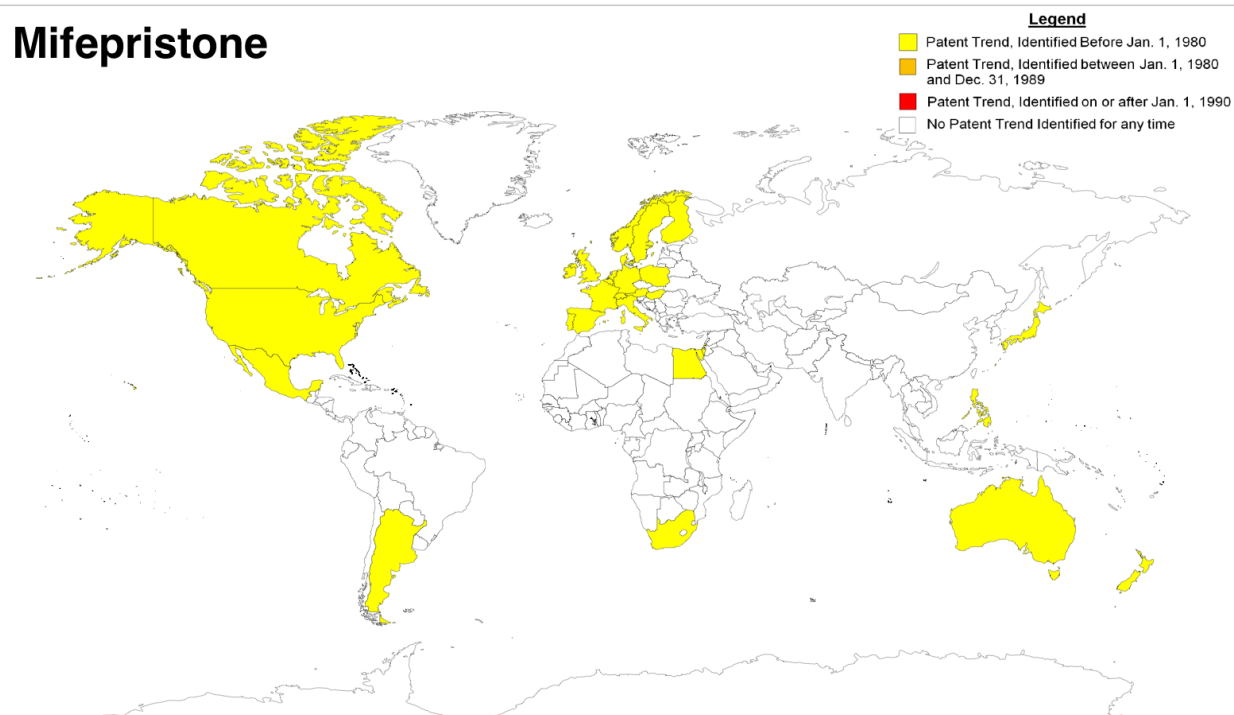 Mifepristone
Legend
Patent Trend, Identified Before Jan. 1, 1980
Patent Trend, Identified between Jan. 1, 1980
and Dec. 31, 1989
Patent Trend, Identified on or after Jan. 1, 1990
No Patent Trend Identified for any time